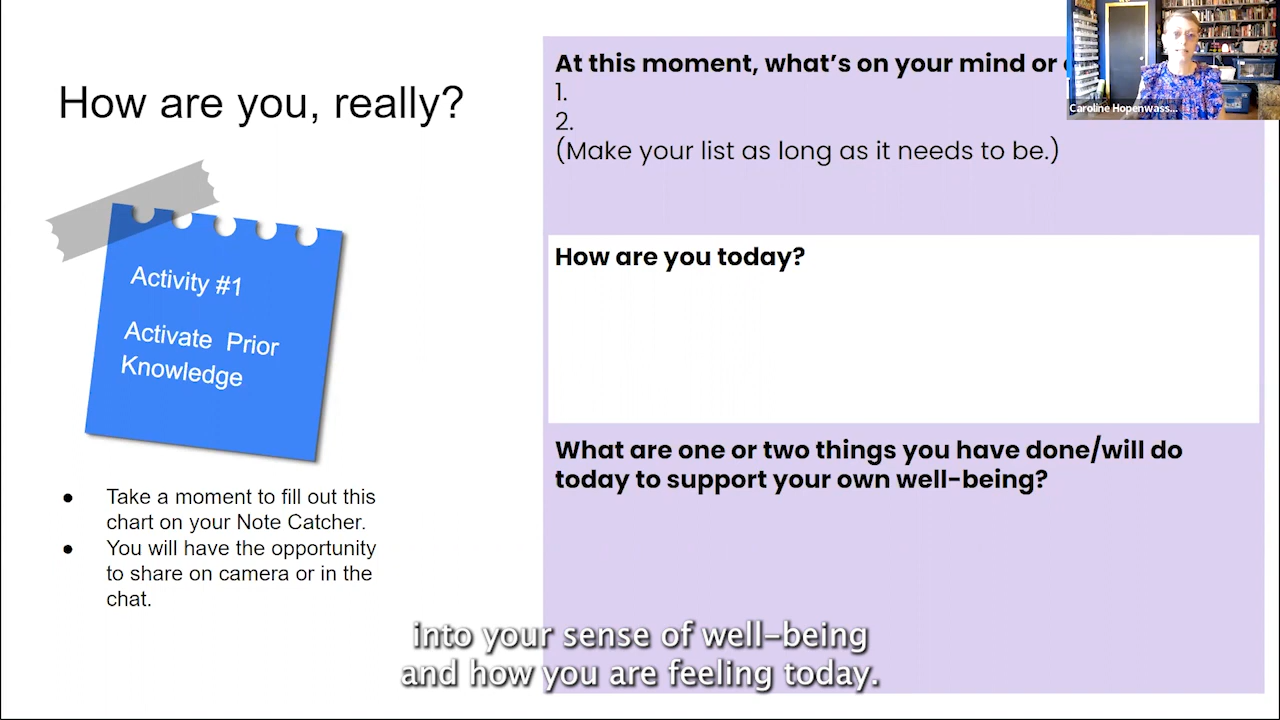 How are you, really?
Activity #1
Activate Prior
Knowledge
● Take a moment to fill out this
chart on your Note Catcher.
● You will have the opportunity
to share on camera or in the
chat.
At this moment, what's on your mind or
1.
2.
(Make your list as long as it needs to be.)
How are you today?
What are one or two things you have done/will do
today to support your own well-being?
Caroline Hopenwass...
into your sense of well-being
and how you are feeling today.